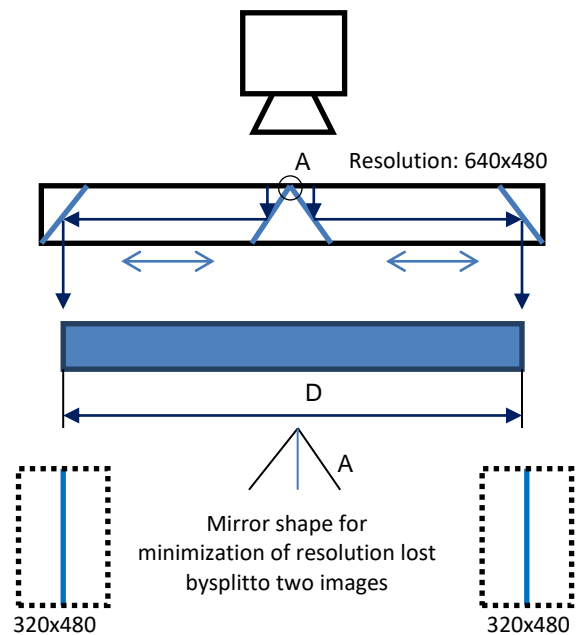 A
Resolution: 640x480
D
A
Mirror shape for
minimization of resolution lost
bysplitto two images
320x480
320x480